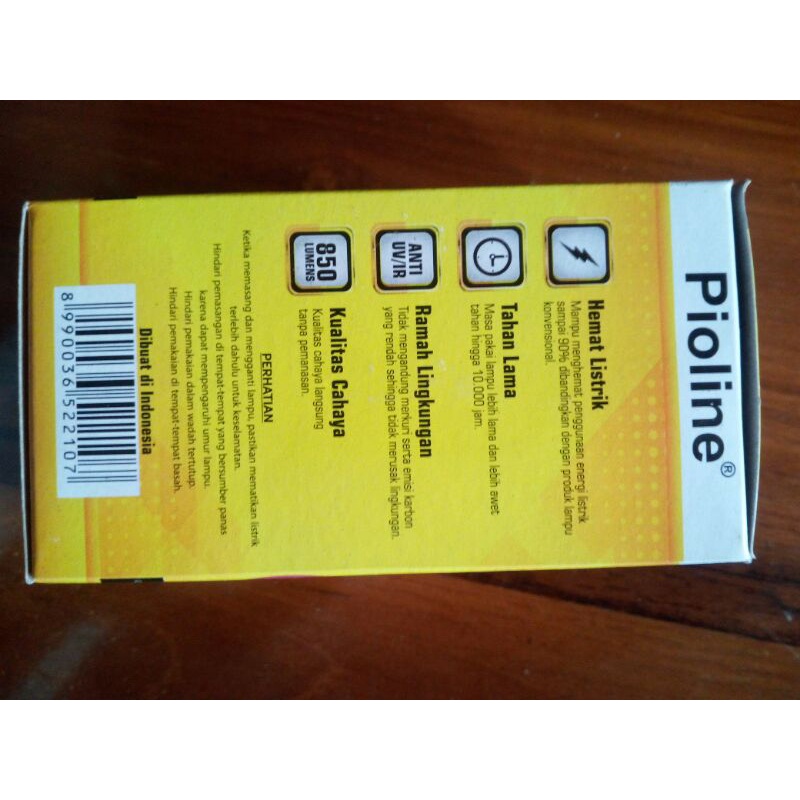 Pioline®
Hemat Listrik
Mampu menghemat penggunaan energi listrik
sampai 90% dibandingkan dengan produk lampu
konvensional.
Tahan Lama
Masa pakai lampu lebih lama dan lebih awet
tahan hingga 10.000 jam.
ANTI
UV/IR
Ramah Lingkungan
Tidak mengandung merkuri serta emisi karbon
yang rendah sehingga tidak merusak lingkungan.
850
LUMENS
Kualitas Cahaya
Kualitas cahaya langsung
tanpa pemanasan.
PERHATIAN
Ketika memasang dan mengganti lampu, pastikan mematikan listrik
terlebih dahulu untuk keselamatan.
Hindari pemasangan di tempat-tempat yang bersumber panas
karena dapat mempengaruhi umur lampu.
Hindari pemakaian dalam wadah tertutup.
Hindari pemakaian di tempat-tempat basah.
Dibuat di Indonesia
8 990036 522107